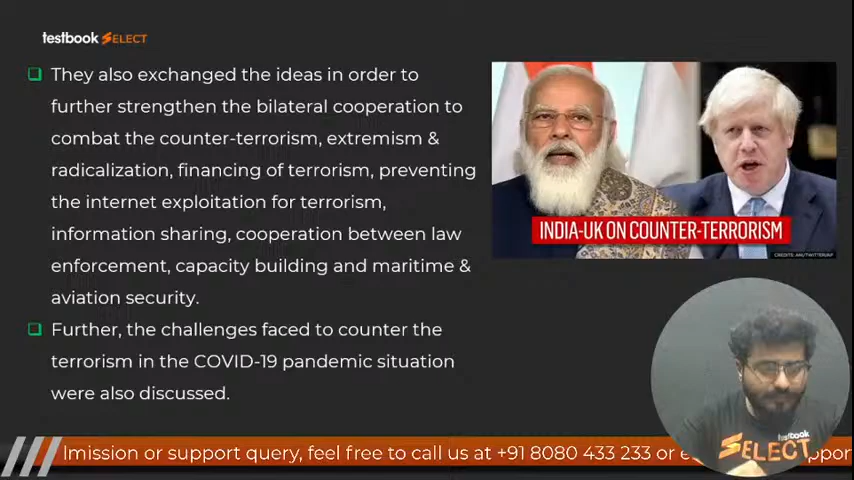 testbook SELECT
They also exchanged the ideas in order to
further strengthen the bilateral cooperation to
combat the counter-terrorism, extremism &
radicalization, financing of terrorism, preventing
the internet exploitation for terrorism,
information sharing, cooperation between law
enforcement, capacity building and maritime &
aviation security.
Further, the challenges faced to counter the
terrorism in the COVID-19 pandemic situation
were also discussed.
INDIA-UK ON COUNTER-TERRORISM
testbook
SELECT
lmission or support query, feel free to call us at +91 8080 433 233 or e